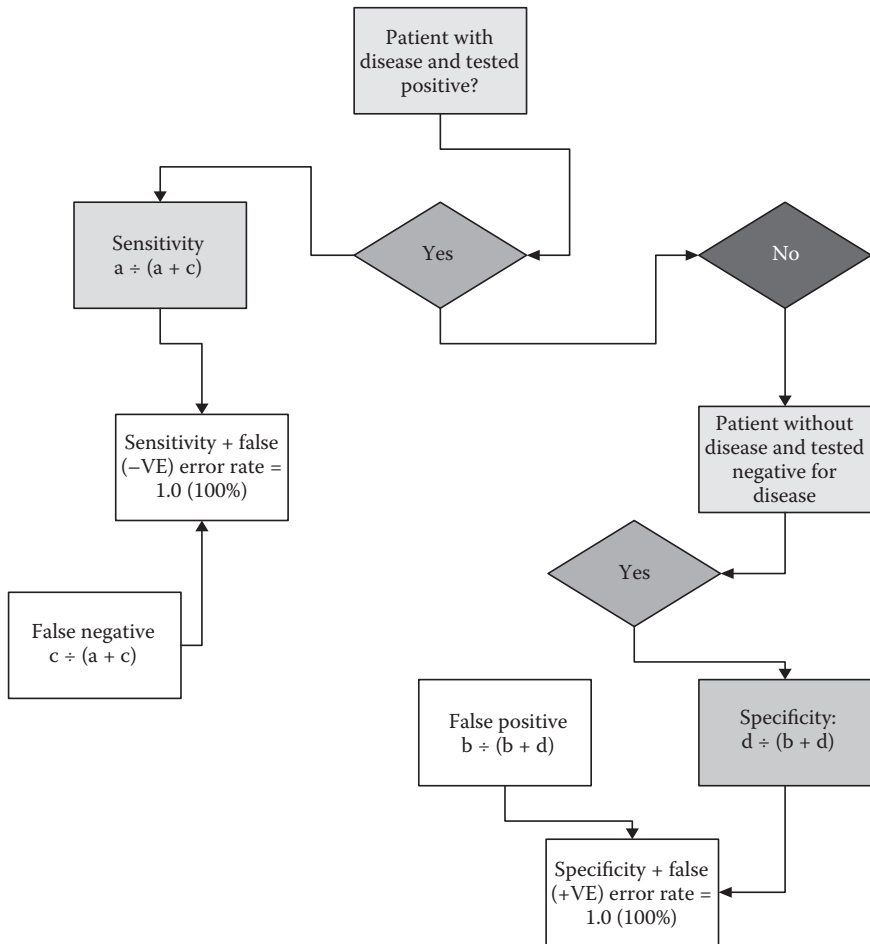 Patient with
disease and tested
positive?
Sensitivity
a ÷ (a + c)
Yes
No
Sensitivity + false
(−VE) error rate =
1.0 (100%)
Patient without
disease and tested
negative for
disease
Yes
False negative
c ÷ (a + c)
False positive
b ÷ (b + d)
Specificity:
d ÷ (b + d)
Specificity + false
(+VE) error rate =
1.0 (100%)